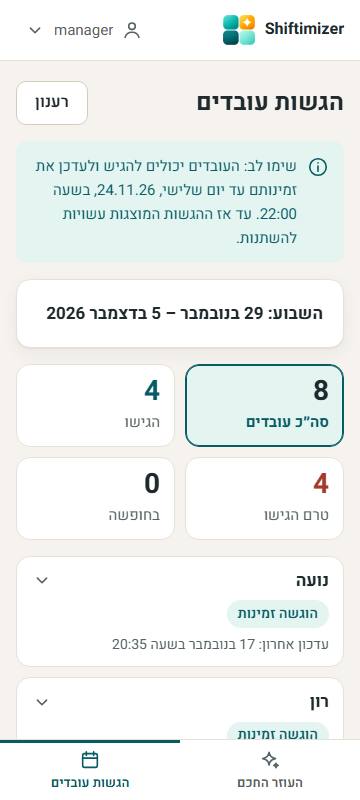 Shiftimizer
manager
הגשות עובדים
רענון
שימו לב: העובדים יכולים להגיש ולעדכן את
זמינותם עד יום שלישי, 24.11.26, בשעה
22:00. עד אז ההגשות המוצגות עשויות
להשתנות.
השבוע: 29 בנובמבר – 5 בדצמבר 2026
8
סה״כ עובדים
4
הגישו
4
טרם הגישו
0
בחופשה
נועה
הוגשה זמינות
עדכון אחרון: 17 בנובמבר בשעה 20:35
רון
הוגשה זמינות
העוזר החכם
הגשות עובדים